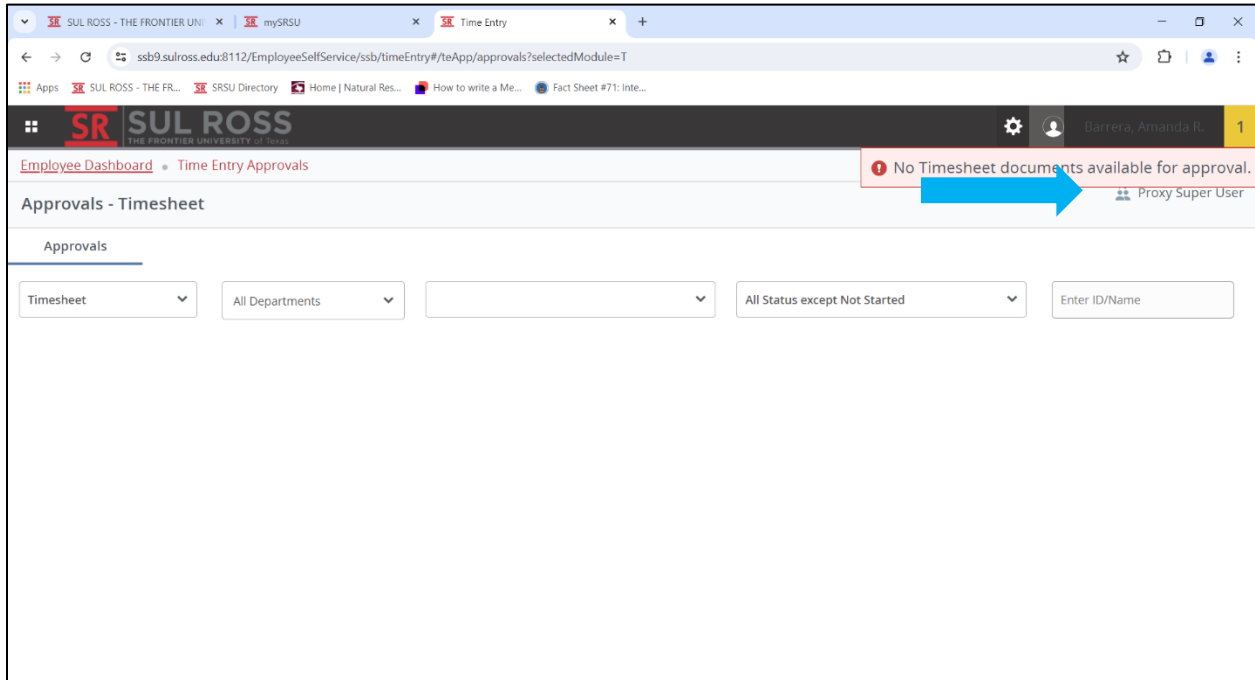 SUL ROSS - THE FRONTIER UNI
mySRSU
Time Entry
ssb9.sulross.edu:8112/EmployeeSelfService/ssb/timeEntry#/teApp/approvals?selectedModule=T
Apps SUL ROSS - THE FR... SRSU Directory Home | Natural Res... How to write a Me... Fact Sheet #71: Inte...
SR SUL ROSS
THE FRONTIER UNIVERSITY of Texas
Barrera, Amanda R. 1
Employee Dashboard • Time Entry Approvals
No Timesheet documents available for approval.
Approvals - Timesheet
Proxy Super User
Approvals
Timesheet All Departments All Status except Not Started Enter ID/Name